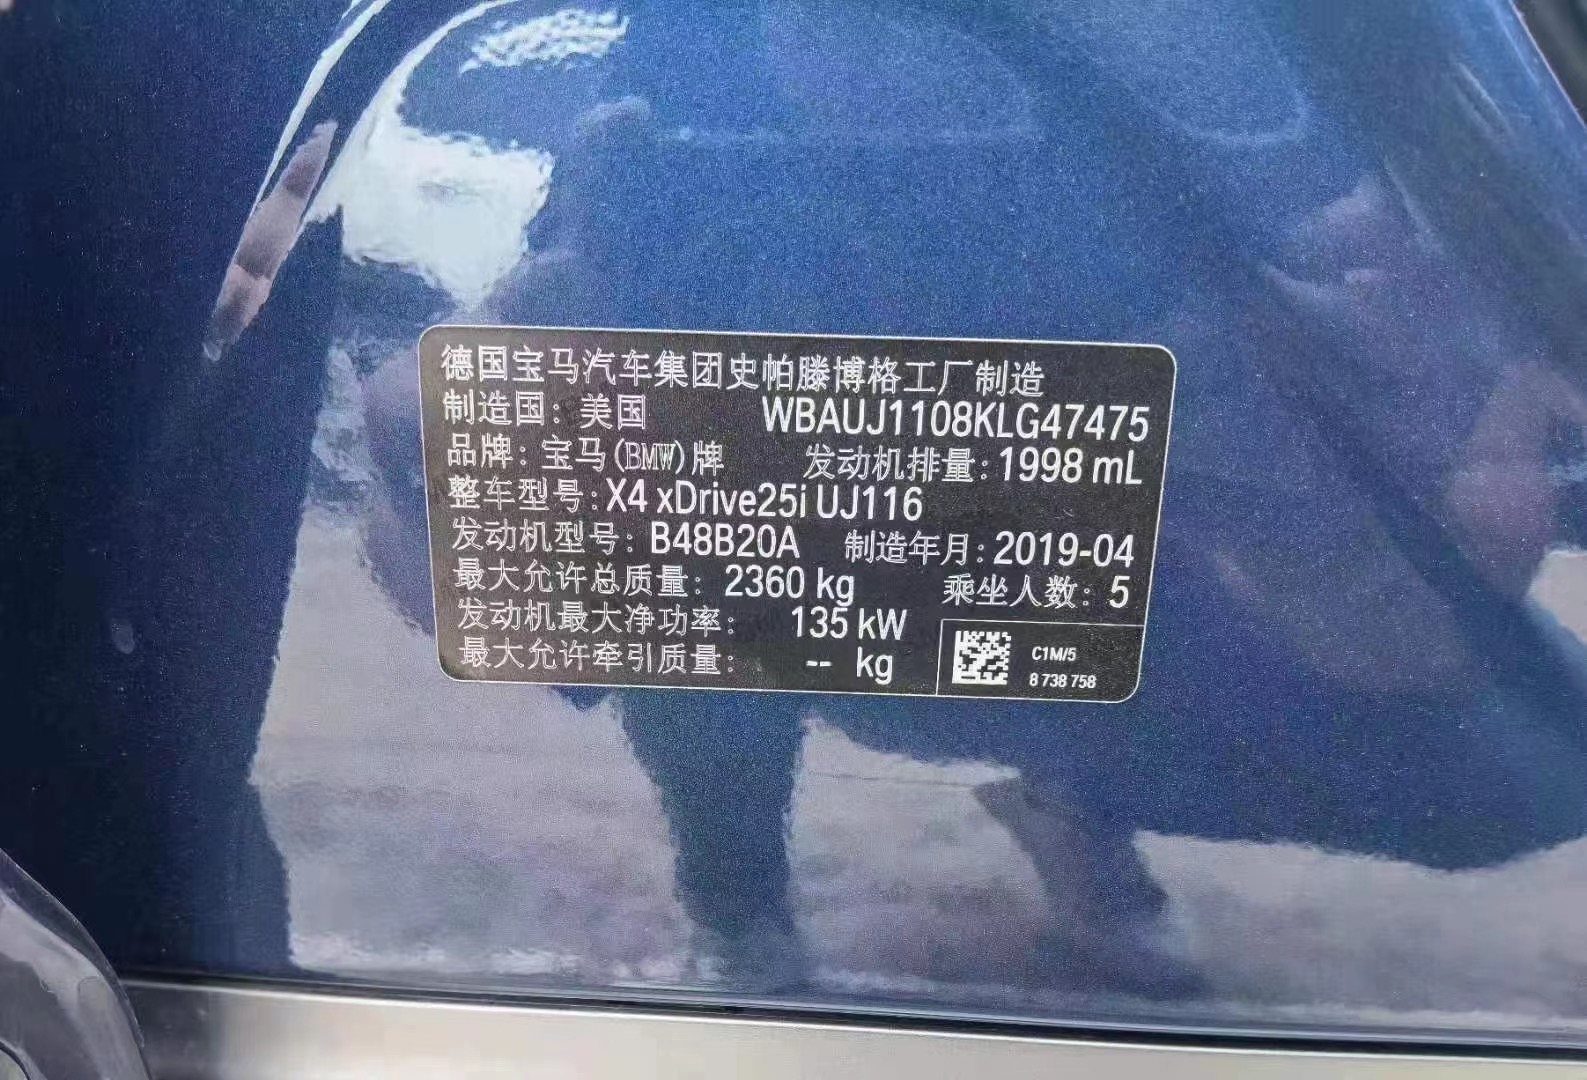 德国宝马汽车集团史帕滕博格工厂制造
制造国：美国 WBAUJ1108KLG47475
品牌：宝马(BMW)牌 发动机排量：1998 mL
整车型号：X4 xDrive25i UJ116
发动机型号：B48B20A 制造年月：2019-04
最大允许总质量：2360 kg 乘坐人数：5
发动机最大净功率：135 kW
最大允许牵引质量：-- kg
C1M/5
8 738 758